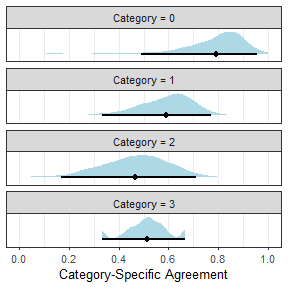 Category = 0
Category = 1
Category = 2
Category = 3
0.0 0.2 0.4 0.6 0.8 1.0
Category-Specific Agreement